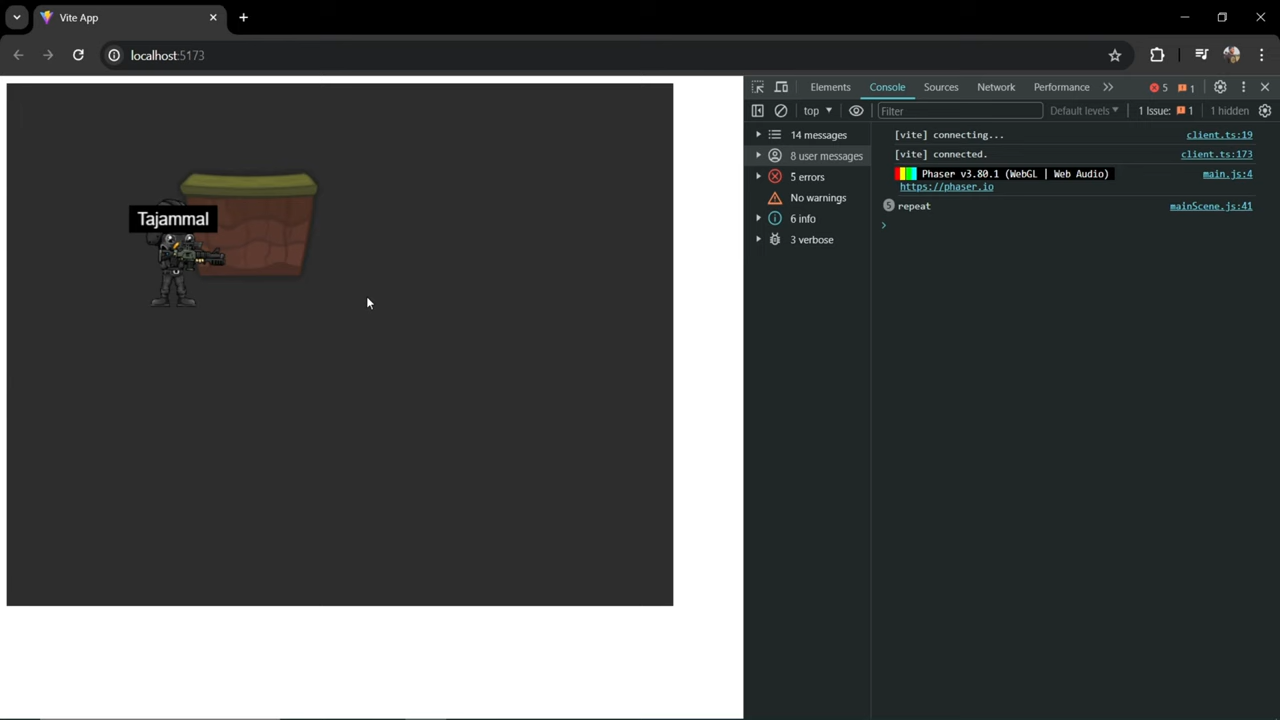 Vite App
localhost:5173
Elements Console Sources Network Performance 5 1
top Filter Default levels 1 Issue: 1 1 hidden
14 messages
8 user messages
5 errors
No warnings
6 info
3 verbose
[vite] connecting... client.ts:19
[vite] connected. client.ts:173
Phaser v3.80.1 (WebGL | Web Audio) main.js:4
https://phaser.io
5 repeat mainScene.js:41
Tajammal